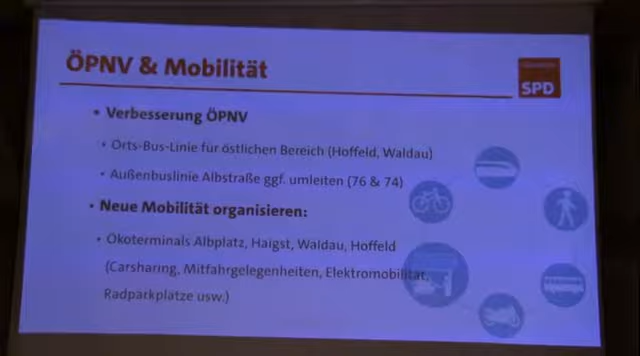 ÖPNV & Mobilität
SPD
• Verbesserung ÖPNV
• Orts-Bus-Linie für östlichen Bereich (Hoffeld, Waldau)
• Außenbuslinie Albstraße ggf. umleiten (76 & 74)
• Neue Mobilität organisieren:
• Ökoterminals Albplatz, Haigst, Waldau, Hoffeld
(Carsharing, Mitfahrgelegenheiten, Elektromobilität,
Radparkplätze usw.)